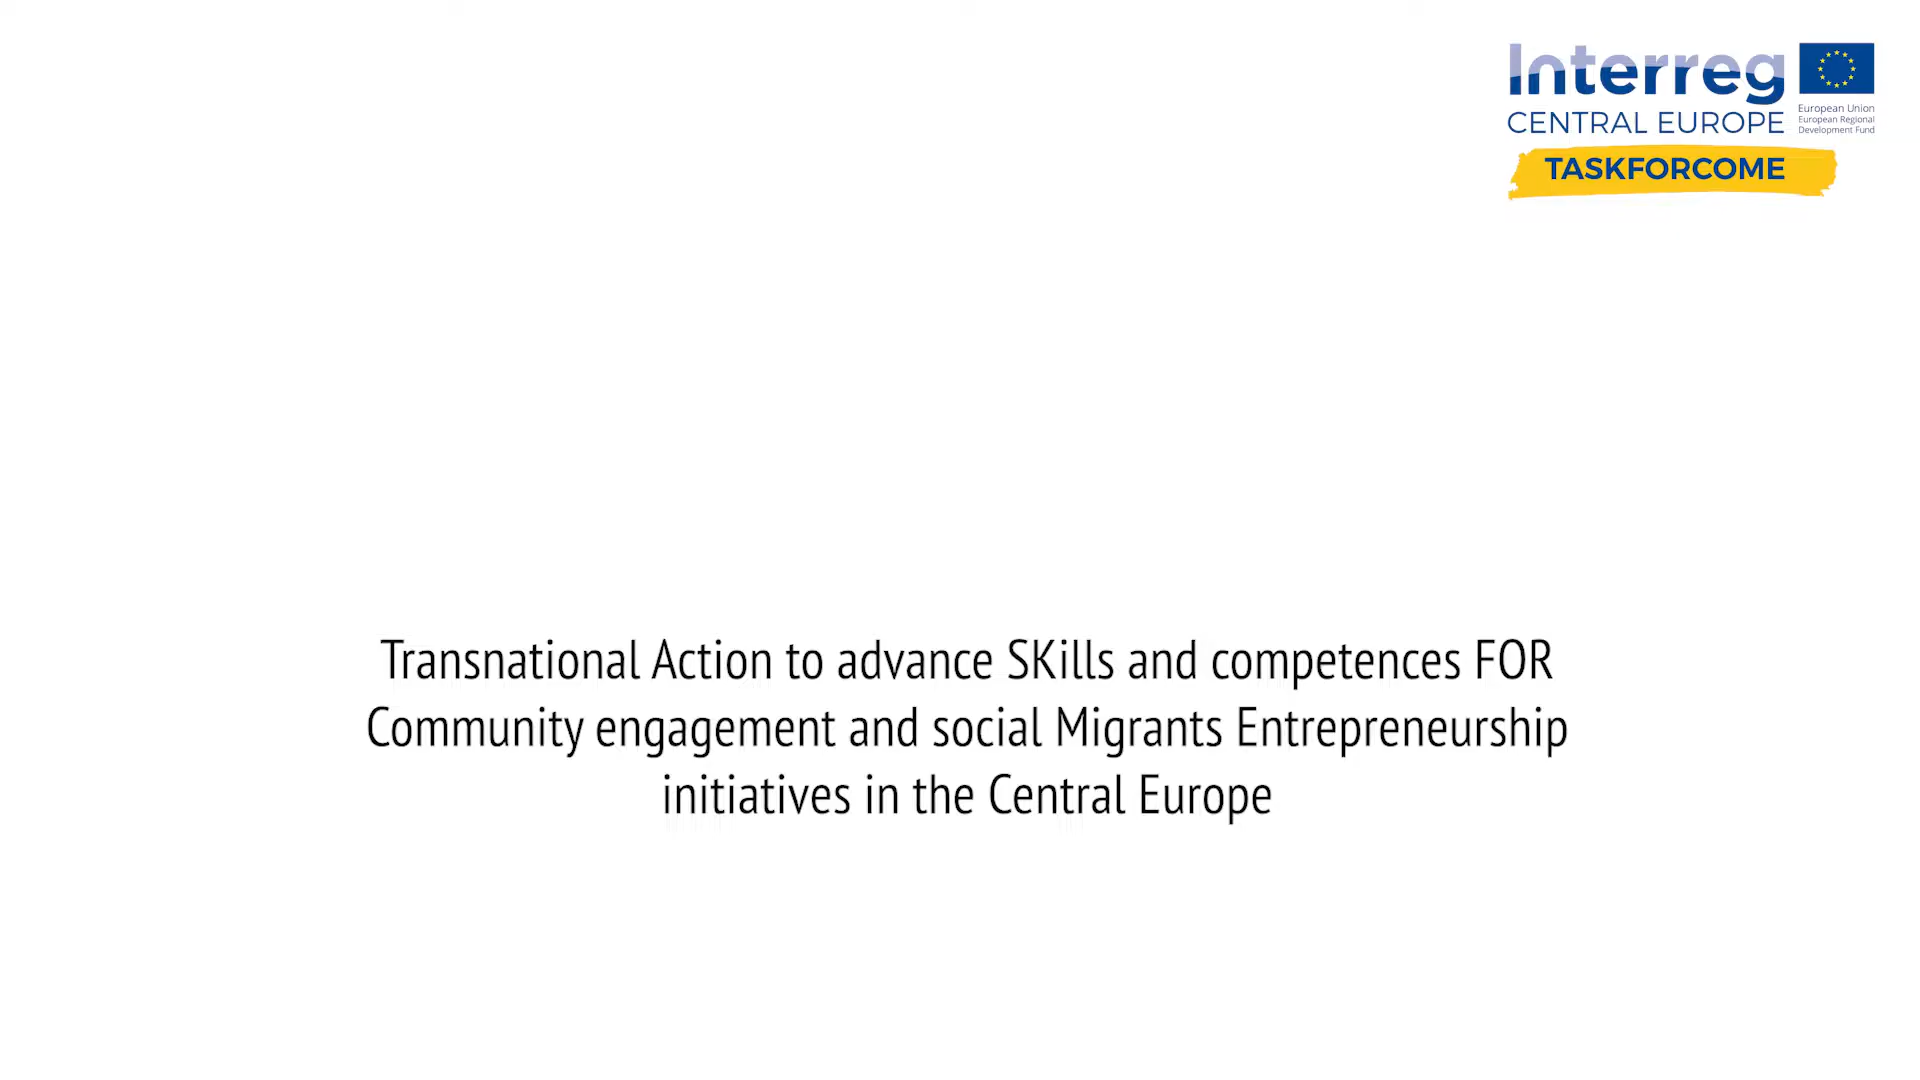 Interreg
CENTRAL EUROPE
European Union
European Regional
Development Fund
TASKFORCOME
Transnational Action to advance SKills and competences FOR
Community engagement and social Migrants Entrepreneurship
initiatives in the Central Europe